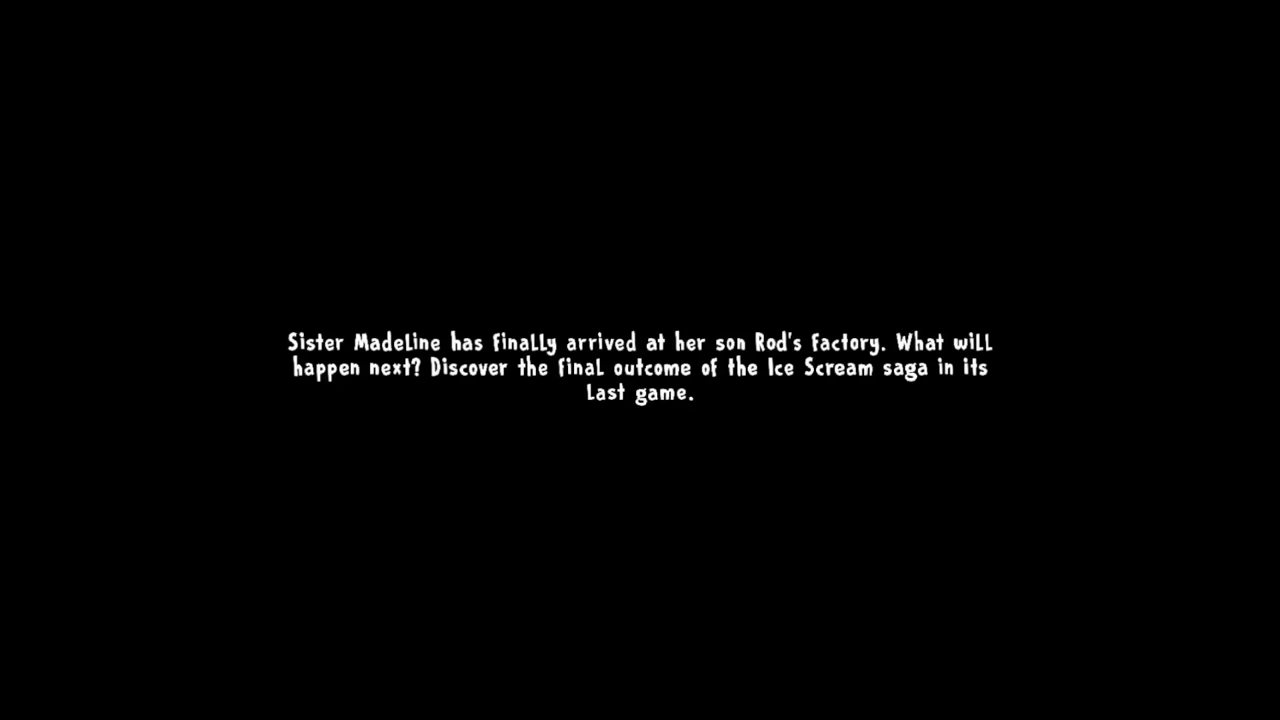 Sister Madeline has finally arrived at her son Rod's factory. What will
happen next? Discover the final outcome of the Ice Scream saga in its
last game.